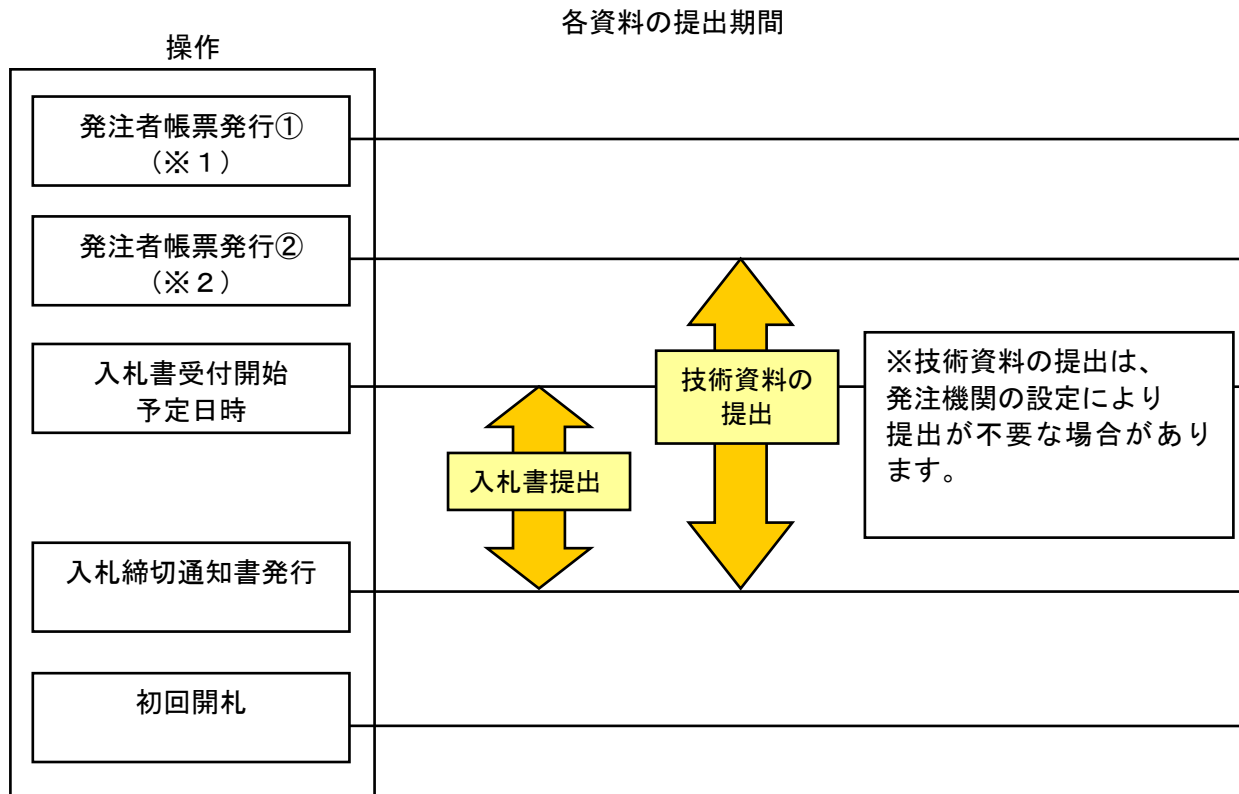 各資料の提出期間
操作
発注者帳票発行①
（※１）
発注者帳票発行②
（※２）
入札書受付開始
予定日時
技術資料の
提出
※技術資料の提出は、
発注機関の設定により
提出が不要な場合があり
ます。
入札書提出
入札締切通知書発行
初回開札